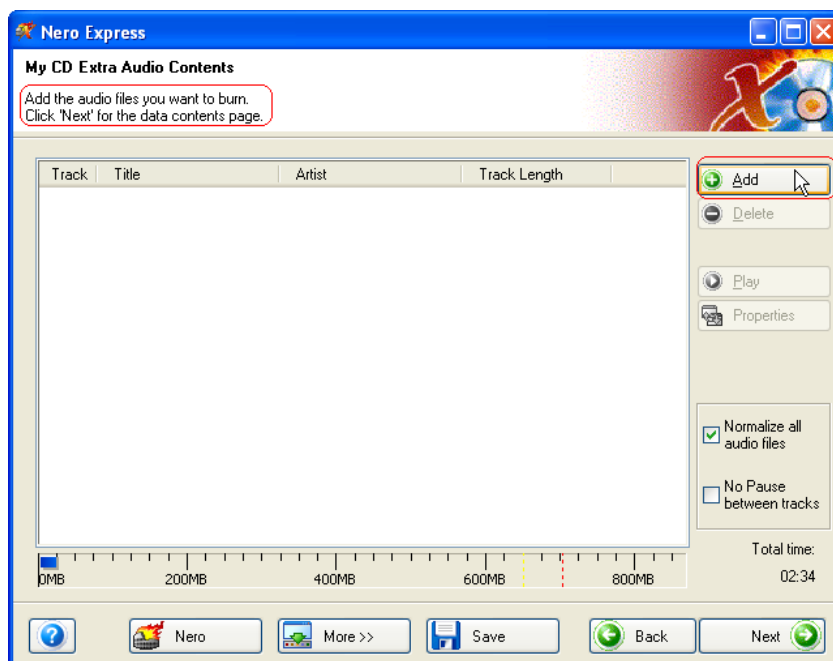 Nero Express
My CD Extra Audio Contents
Add the audio files you want to burn.
Click 'Next' for the data contents page.
Track Title Artist Track Length
Add
Delete
Play
Properties
Normalize all
audio files
No Pause
between tracks
Total time:
02:34
0MB 200MB 400MB 600MB 800MB
? Nero More >> Save Back Next